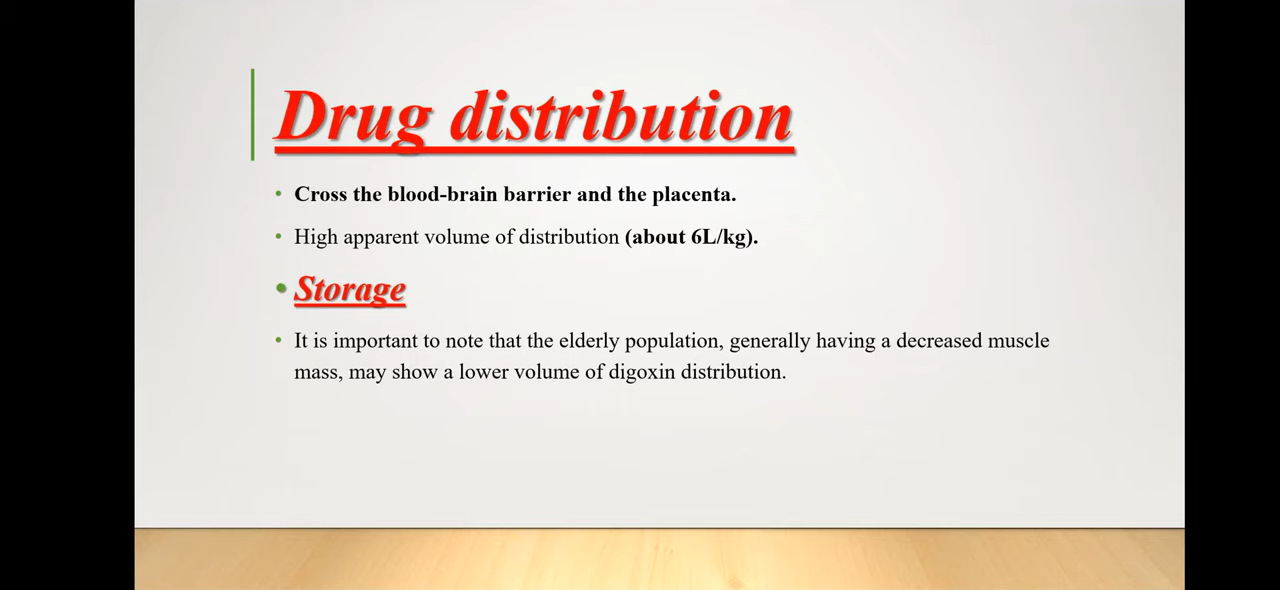 Drug distribution
• Cross the blood-brain barrier and the placenta.
• High apparent volume of distribution (about 6L/kg).
• Storage
• It is important to note that the elderly population, generally having a decreased muscle
mass, may show a lower volume of digoxin distribution.